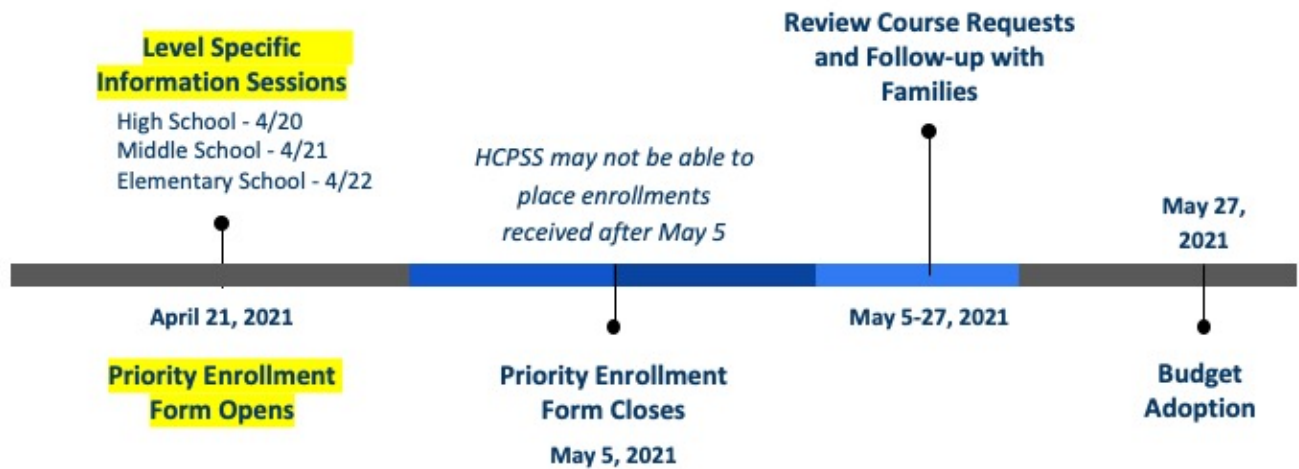 Level Specific
Information Sessions
High School - 4/20
Middle School - 4/21
Elementary School - 4/22
April 21, 2021
Priority Enrollment
Form Opens
HCPSS may not be able to
place enrollments
received after May 5
Priority Enrollment
Form Closes
May 5, 2021
Review Course Requests
and Follow-up with
Families
May 5-27, 2021
May 27,
2021
Budget
Adoption